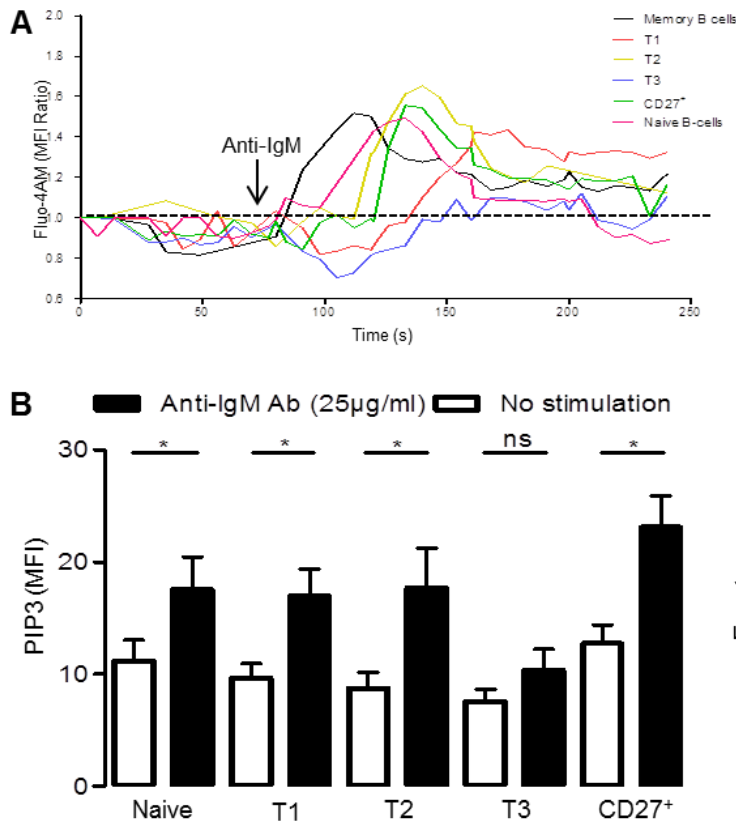 A
2.0
1.8
1.6
1.4
1.2
1.0
0.8
0.6
Fluo-4AM (MFI Ratio)
Anti-IgM
Memory B cells
T1
T2
T3
CD27+
Naive B-cells
0
50
100
150
200
250
Time (s)
B
Anti-IgM Ab (25µg/ml)
No stimulation
30
20
10
0
PIP3 (MFI)
*
*
*
ns
*
Naive
T1
T2
T3
CD27+